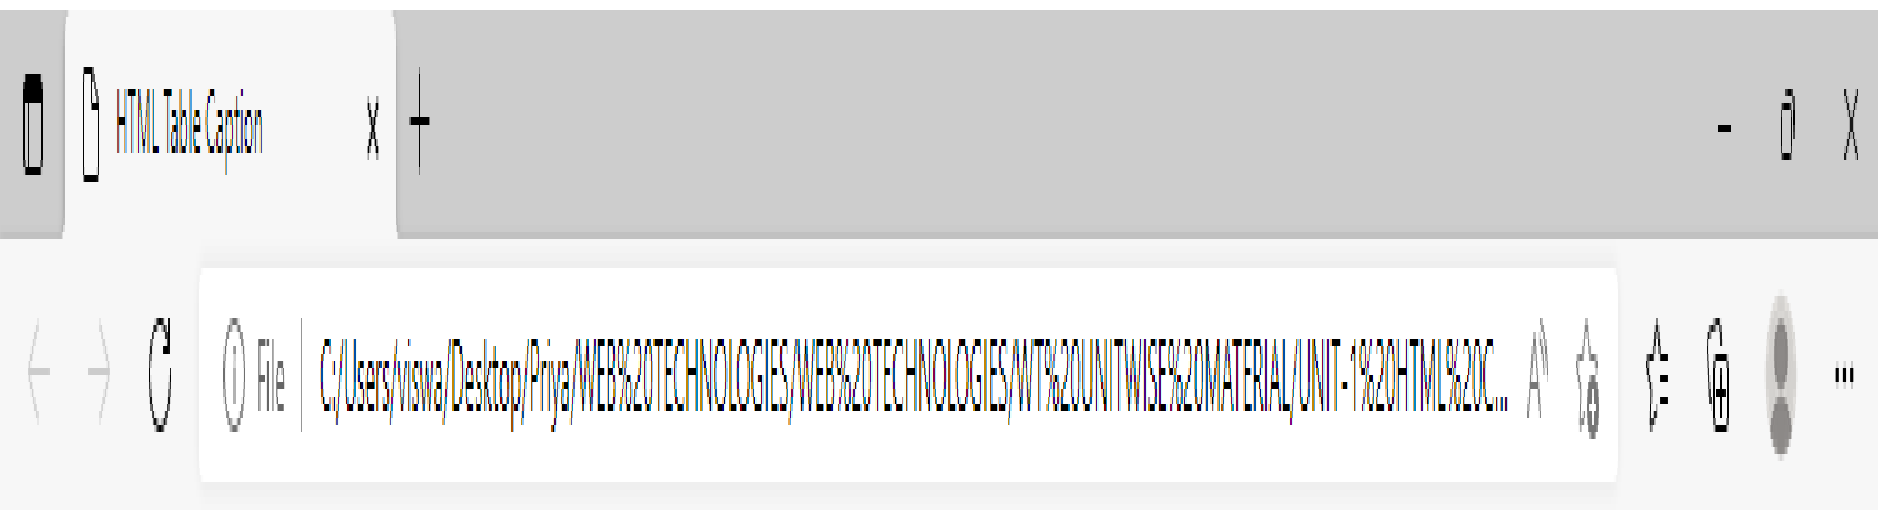 HTML Table Caption
File C:/Users/viswa/Desktop/Priya/WEB%20TECHNOLOGIES/WEB%20TECHNOLOGIES/WT%20UNITWISE%20MATERIAL/UNIT-1%20HTML%20C...